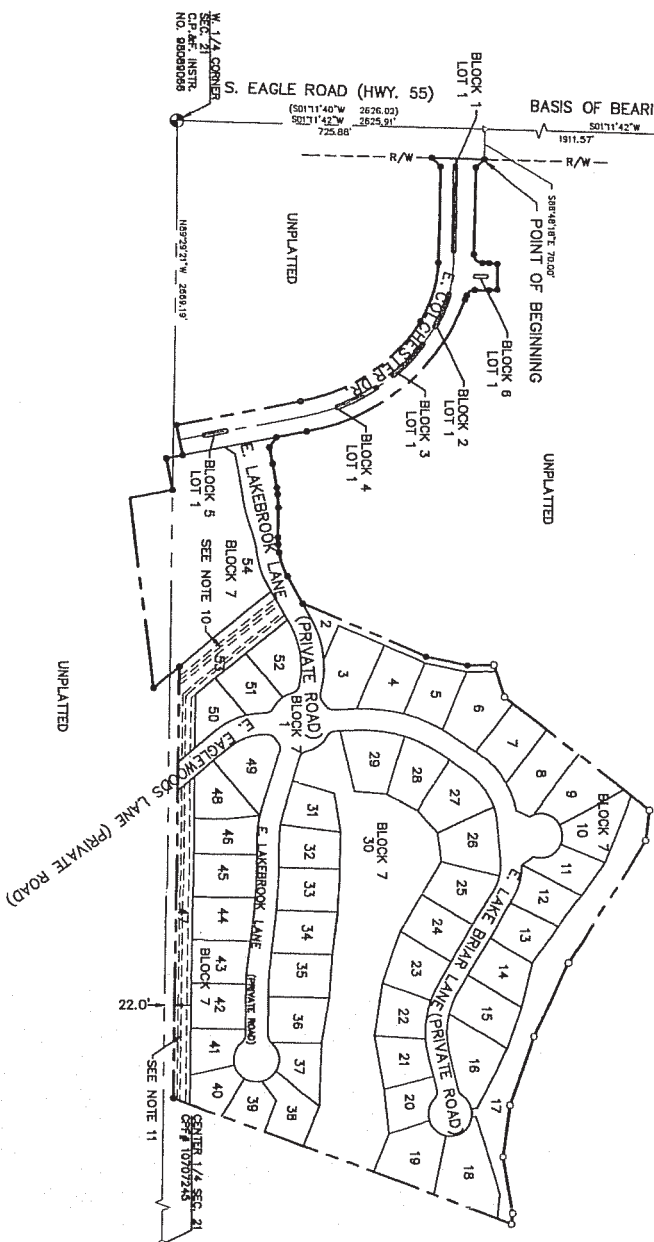 W. 1/4 CORNER
SEC. 21
C.P.&F. INSTR.
NO. 98089066
S. EAGLE ROAD (HWY. 55)
(S01°11'40"W 2626.02)
S01°11'42"W 2625.91'
725.88'
BASIS OF BEARI
S01°11'42"W
1911.57'
BLOCK 1
LOT 1
R/W
R/W
S88°48'18"E 70.00'
POINT OF BEGINNING
BLOCK 6
LOT 1
UNPLATTED
N89°29'21"W 2669.19'
E. COLCHESTER DR.
BLOCK 2
LOT 1
BLOCK 3
LOT 1
BLOCK 4
LOT 1
BLOCK 5
LOT 1
UNPLATTED
E. LAKEBROOK LANE
(PRIVATE ROAD)
54
BLOCK 7
SEE NOTE 10
UNPLATTED
53
52
51
50
BLOCK 7
1
E. EAGLEWOODS LANE (PRIVATE ROAD)
2
3
4
5
6
7
8
9
BLOCK 7
10
11
12
13
14
15
16
17
18
19
20
21
22
23
24
25
26
27
28
29
E. LAKE BRIAR LANE (PRIVATE ROAD)
BLOCK 7
30
31
32
33
34
35
36
37
38
39
40
41
42
43
44
45
46
48
49
E. LAKEBROOK LANE
(PRIVATE ROAD)
47
BLOCK 7
22.0'
SEE NOTE 11
CENTER 1/4 SEC. 21
CPF# 10707245